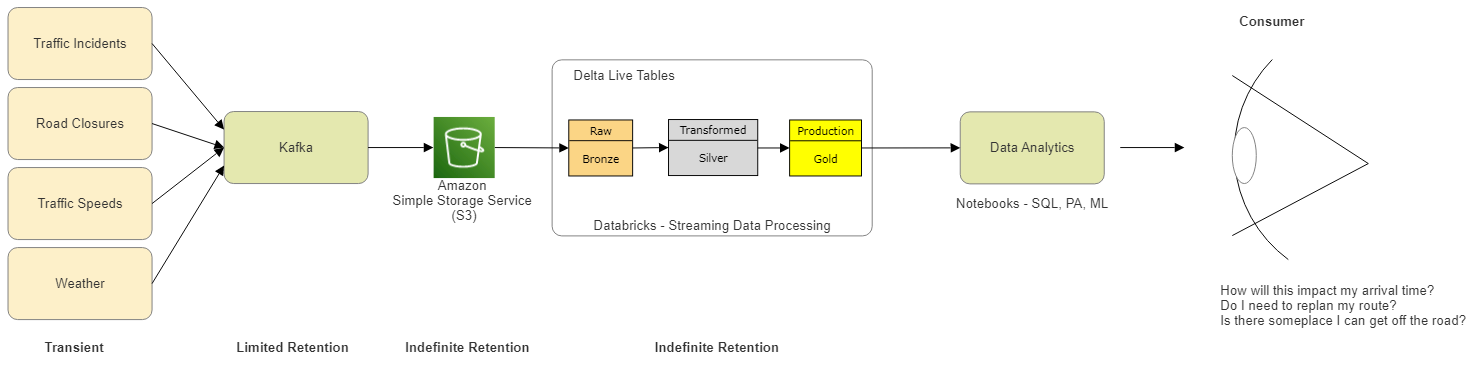 Traffic Incidents
Road Closures
Traffic Speeds
Weather
Transient
Kafka
Limited Retention
Amazon
Simple Storage Service
(S3)
Indefinite Retention
Delta Live Tables
Raw
Bronze
Transformed
Silver
Production
Gold
Databricks - Streaming Data Processing
Indefinite Retention
Data Analytics
Notebooks - SQL, PA, ML
Consumer
How will this impact my arrival time?
Do I need to replan my route?
Is there someplace I can get off the road?